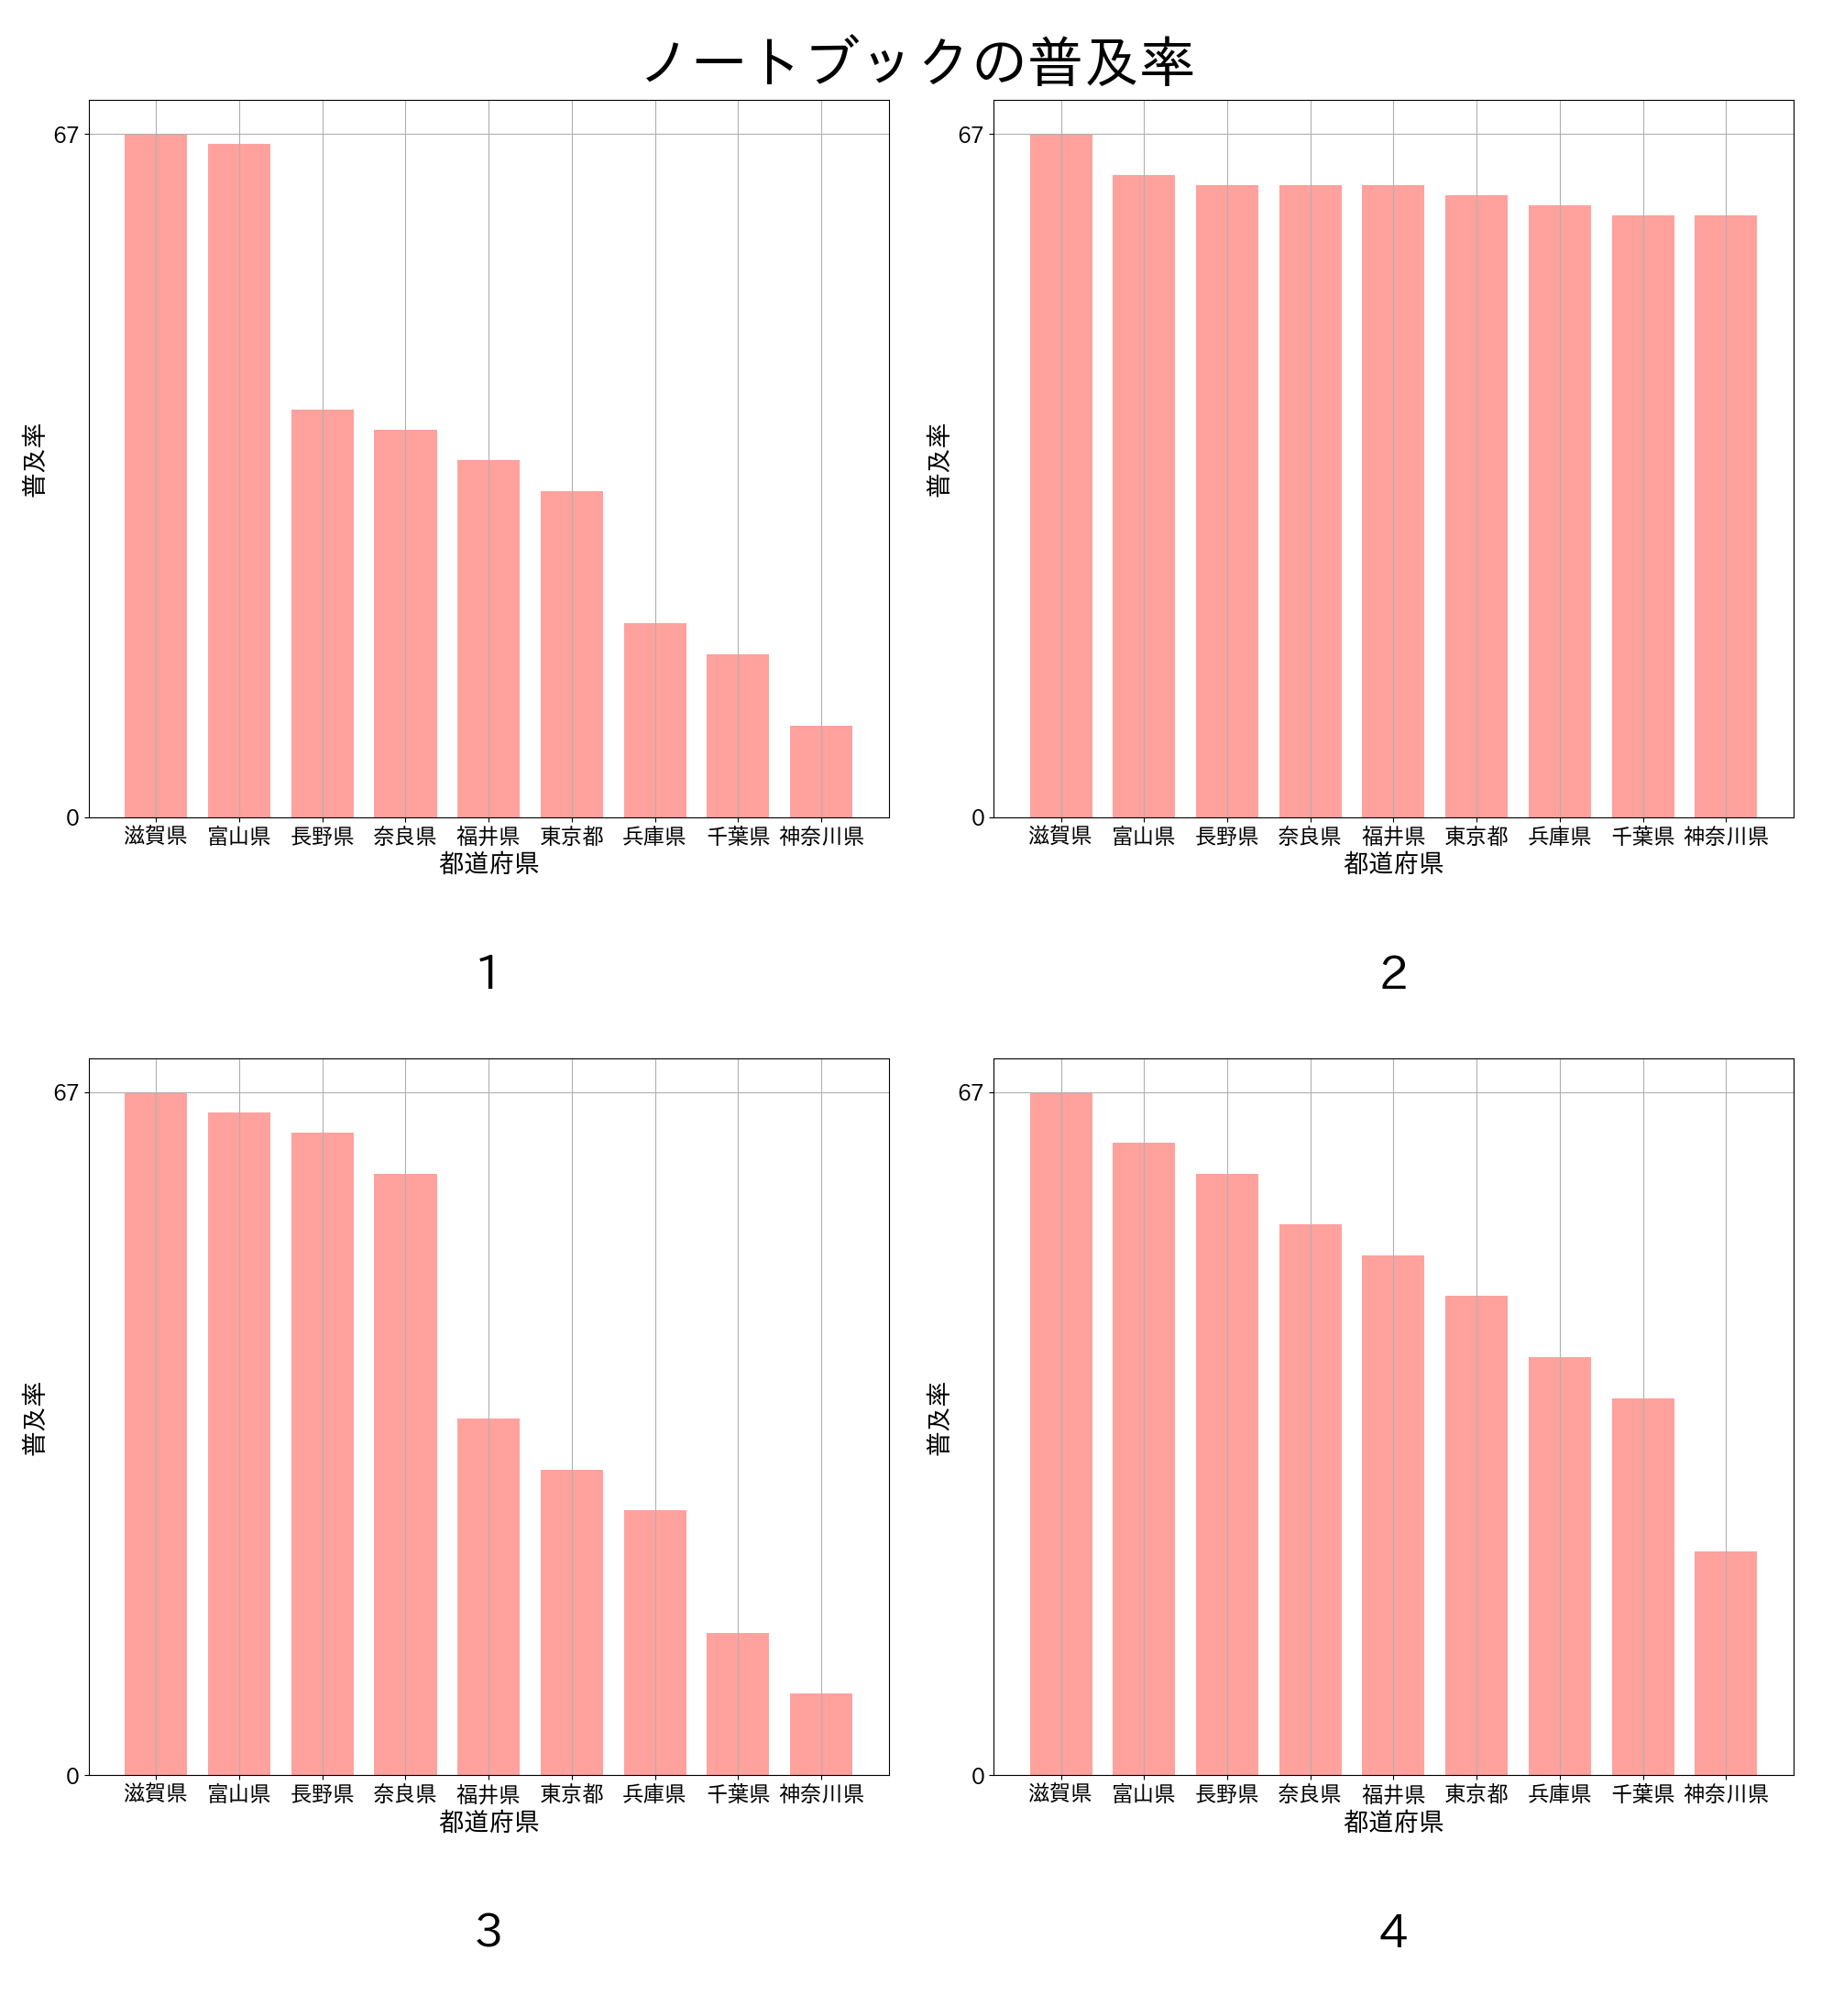 ノートブックの普及率
67
0
普及率
滋賀県 富山県 長野県 奈良県 福井県 東京都 兵庫県 千葉県 神奈川県
都道府県
1
67
0
普及率
滋賀県 富山県 長野県 奈良県 福井県 東京都 兵庫県 千葉県 神奈川県
都道府県
2
67
0
普及率
滋賀県 富山県 長野県 奈良県 福井県 東京都 兵庫県 千葉県 神奈川県
都道府県
3
67
0
普及率
滋賀県 富山県 長野県 奈良県 福井県 東京都 兵庫県 千葉県 神奈川県
都道府県
4